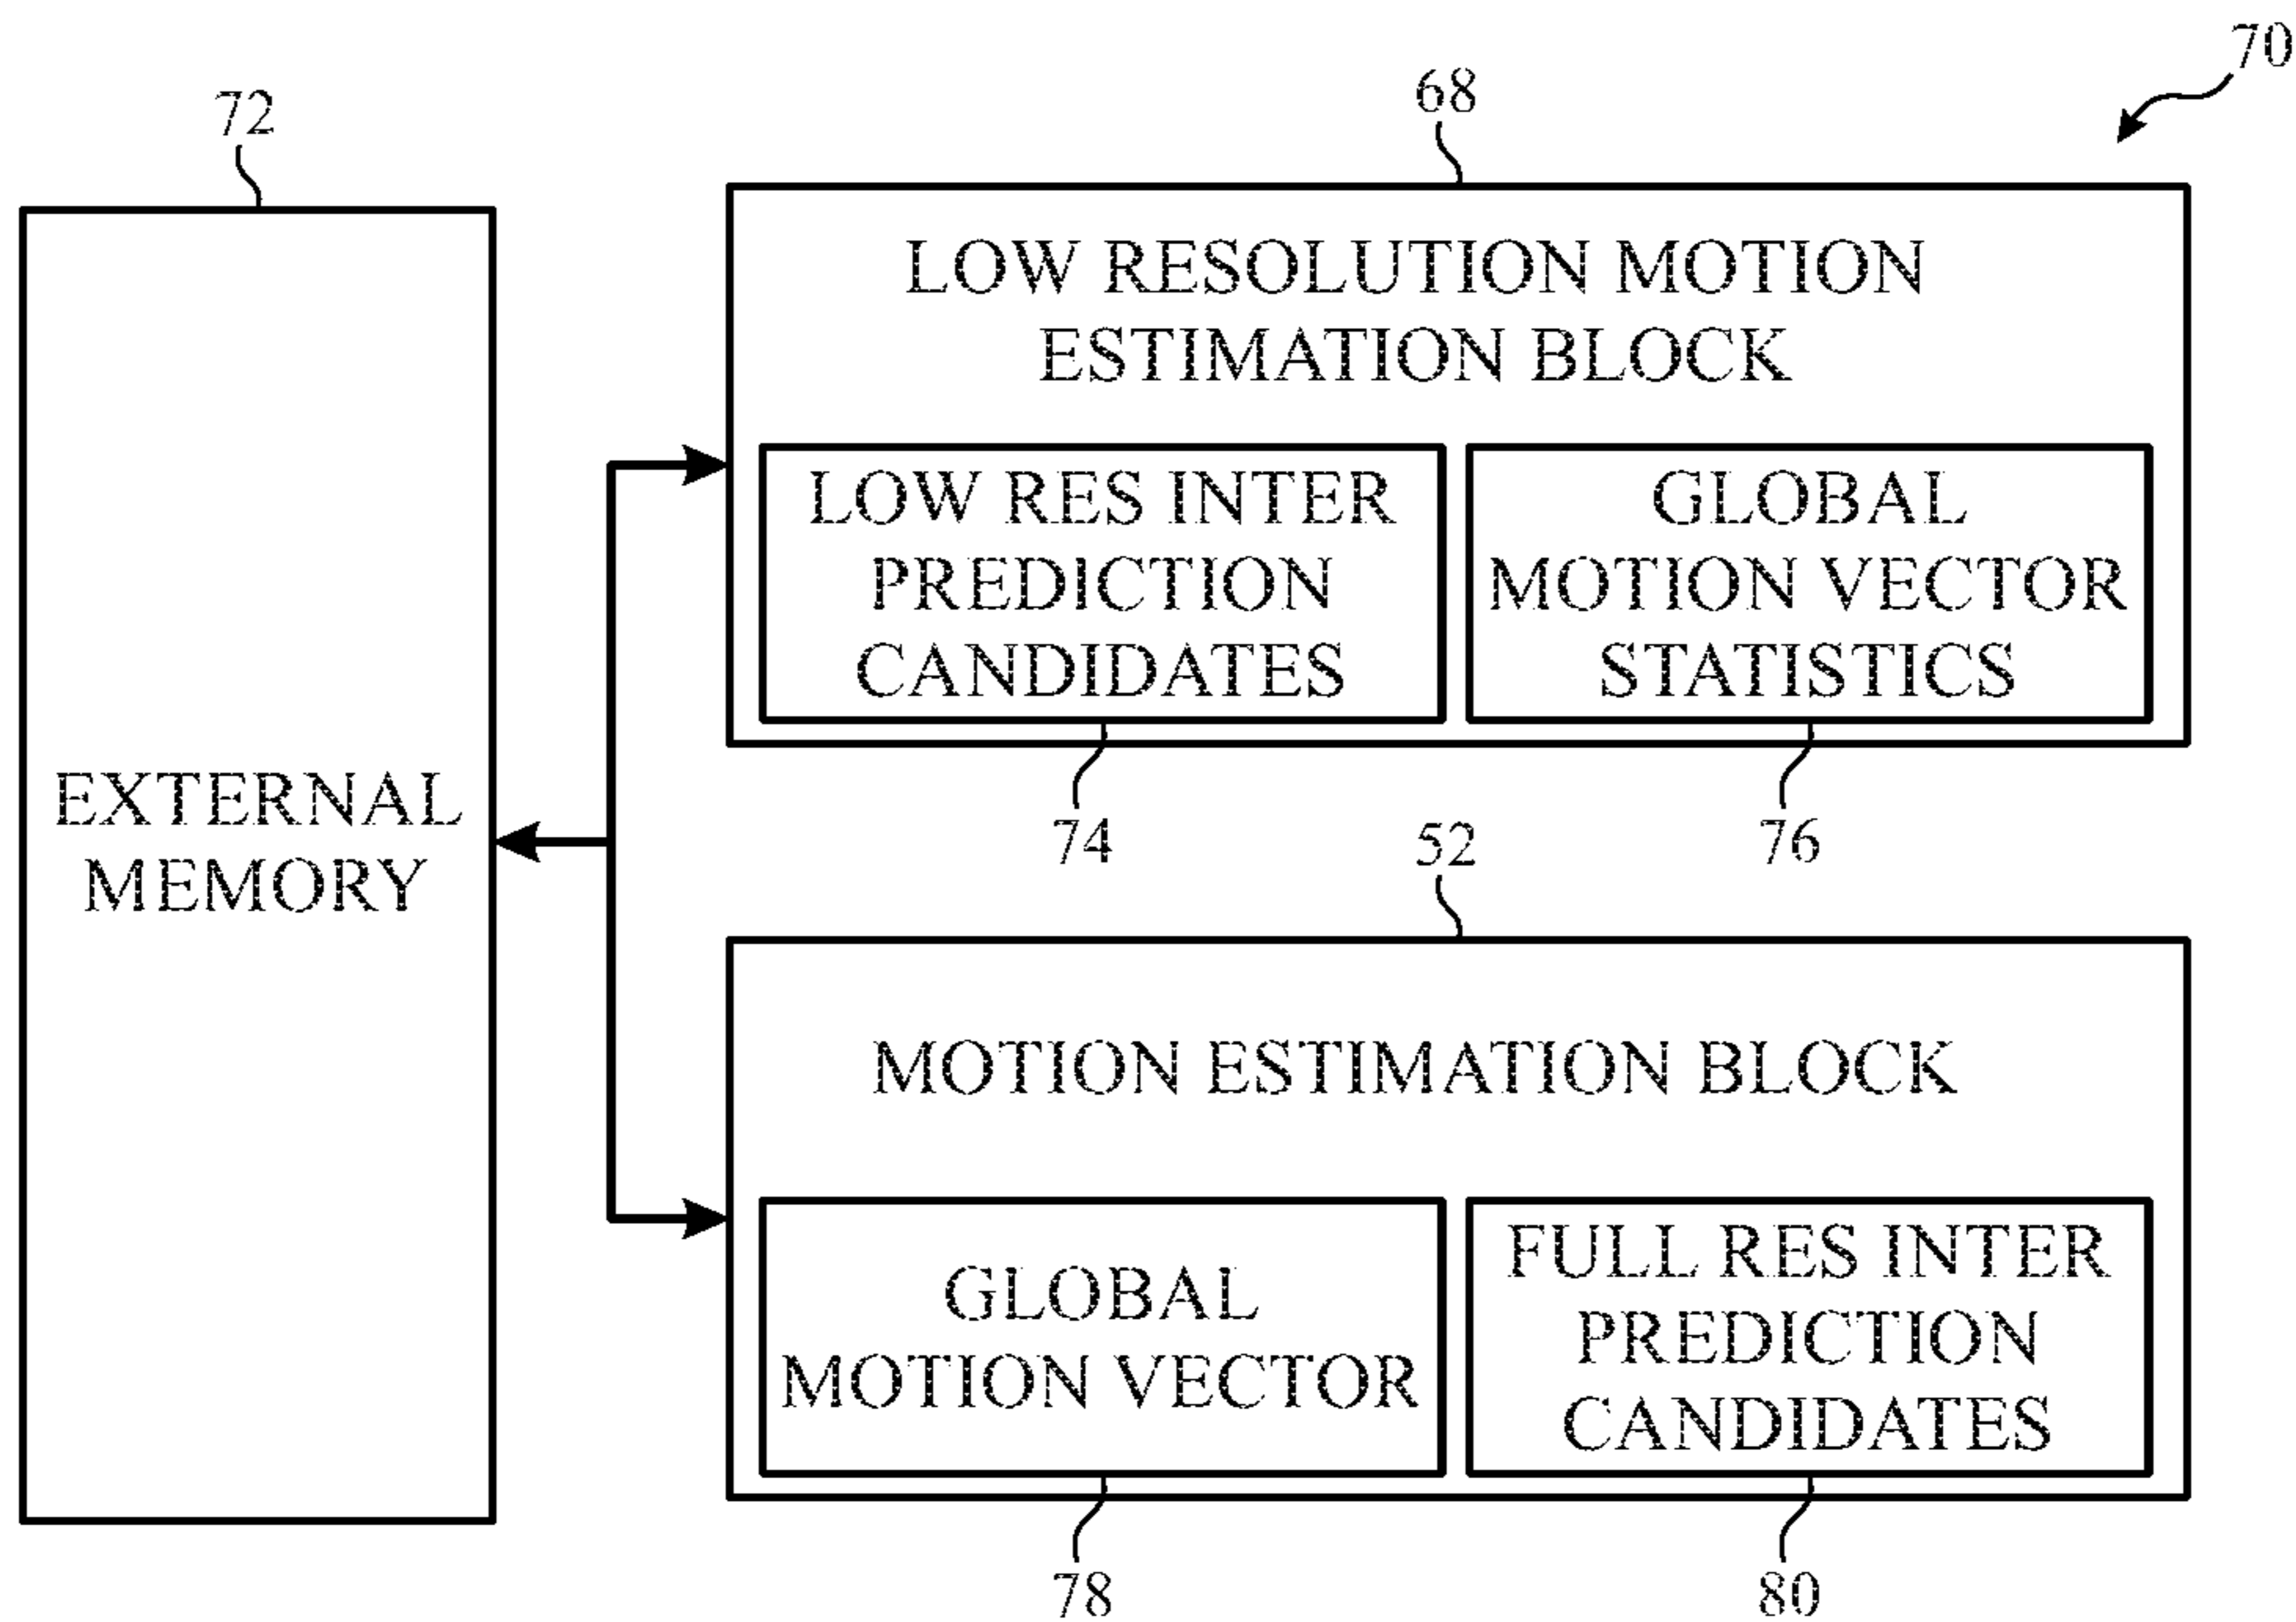 70
72
68
LOW RESOLUTION MOTION
ESTIMATION BLOCK
LOW RES INTER
PREDICTION
CANDIDATES
GLOBAL
MOTION VECTOR
STATISTICS
74
76
EXTERNAL
MEMORY
52
MOTION ESTIMATION BLOCK
GLOBAL
MOTION VECTOR
FULL RES INTER
PREDICTION
CANDIDATES
78
80